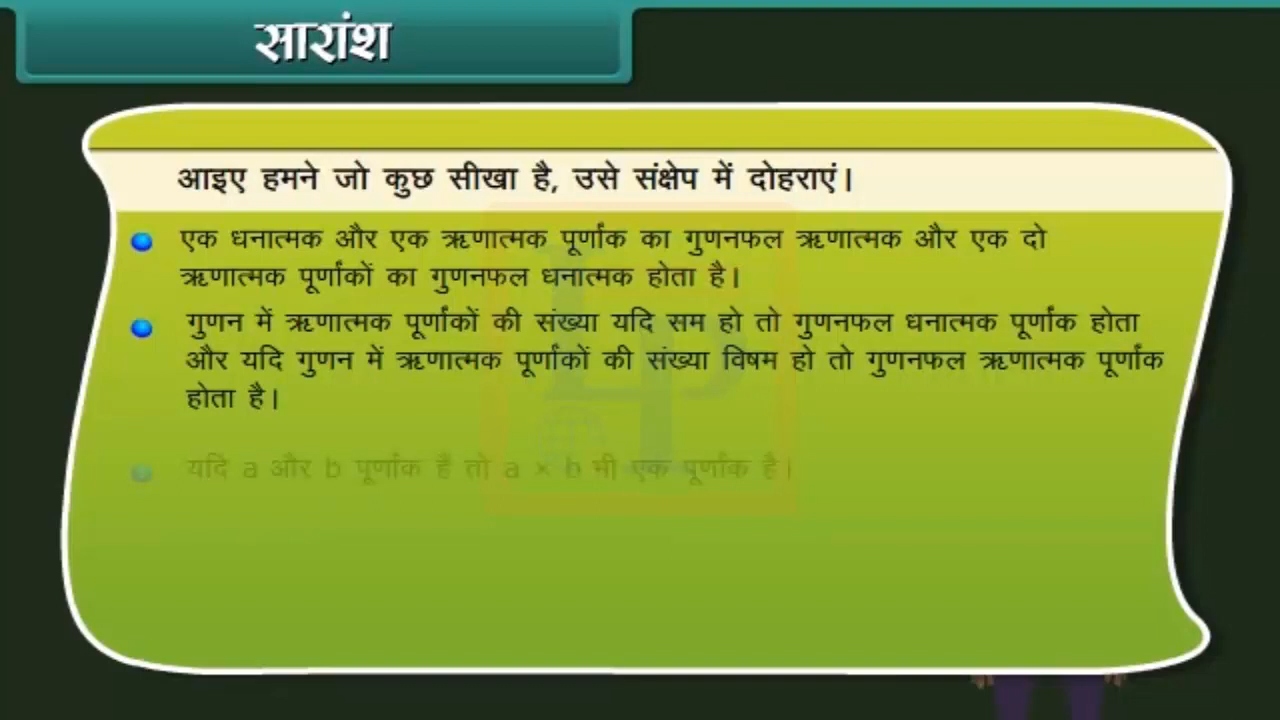 सारांश
आइए हमने जो कुछ सीखा है, उसे संक्षेप में दोहराएं।
एक धनात्मक और एक ऋणात्मक पूर्णांक का गुणनफल ऋणात्मक और एक दो
ऋणात्मक पूर्णांकों का गुणनफल धनात्मक होता है।
गुणन में ऋणात्मक पूर्णांकों की संख्या यदि सम हो तो गुणनफल धनात्मक पूर्णांक होता
और यदि गुणन में ऋणात्मक पूर्णांकों की संख्या विषम हो तो गुणनफल ऋणात्मक पूर्णांक
होता है।
यदि a और b पूर्णांक हैं तो a × b भी एक पूर्णांक है।